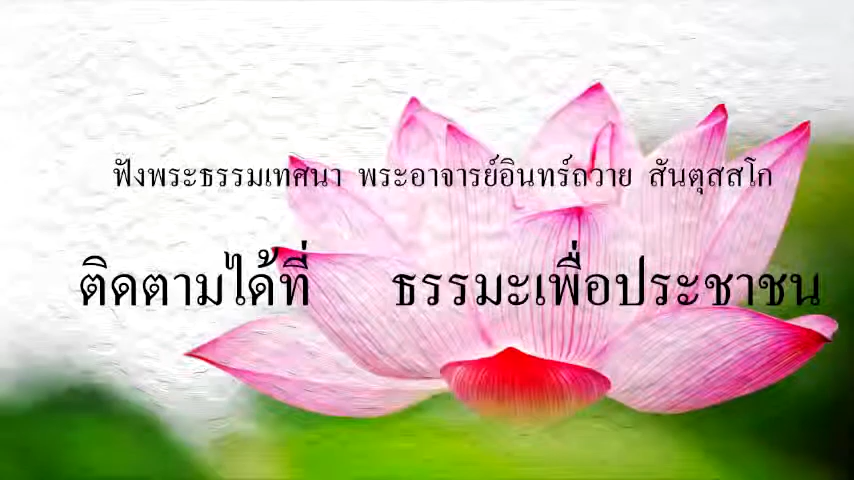 ฟังพระธรรมเทศนา พระอาจารย์อินทร์ถวาย สันตุสสโก
ติดตามได้ที่ ธรรมะเพื่อประชาชน